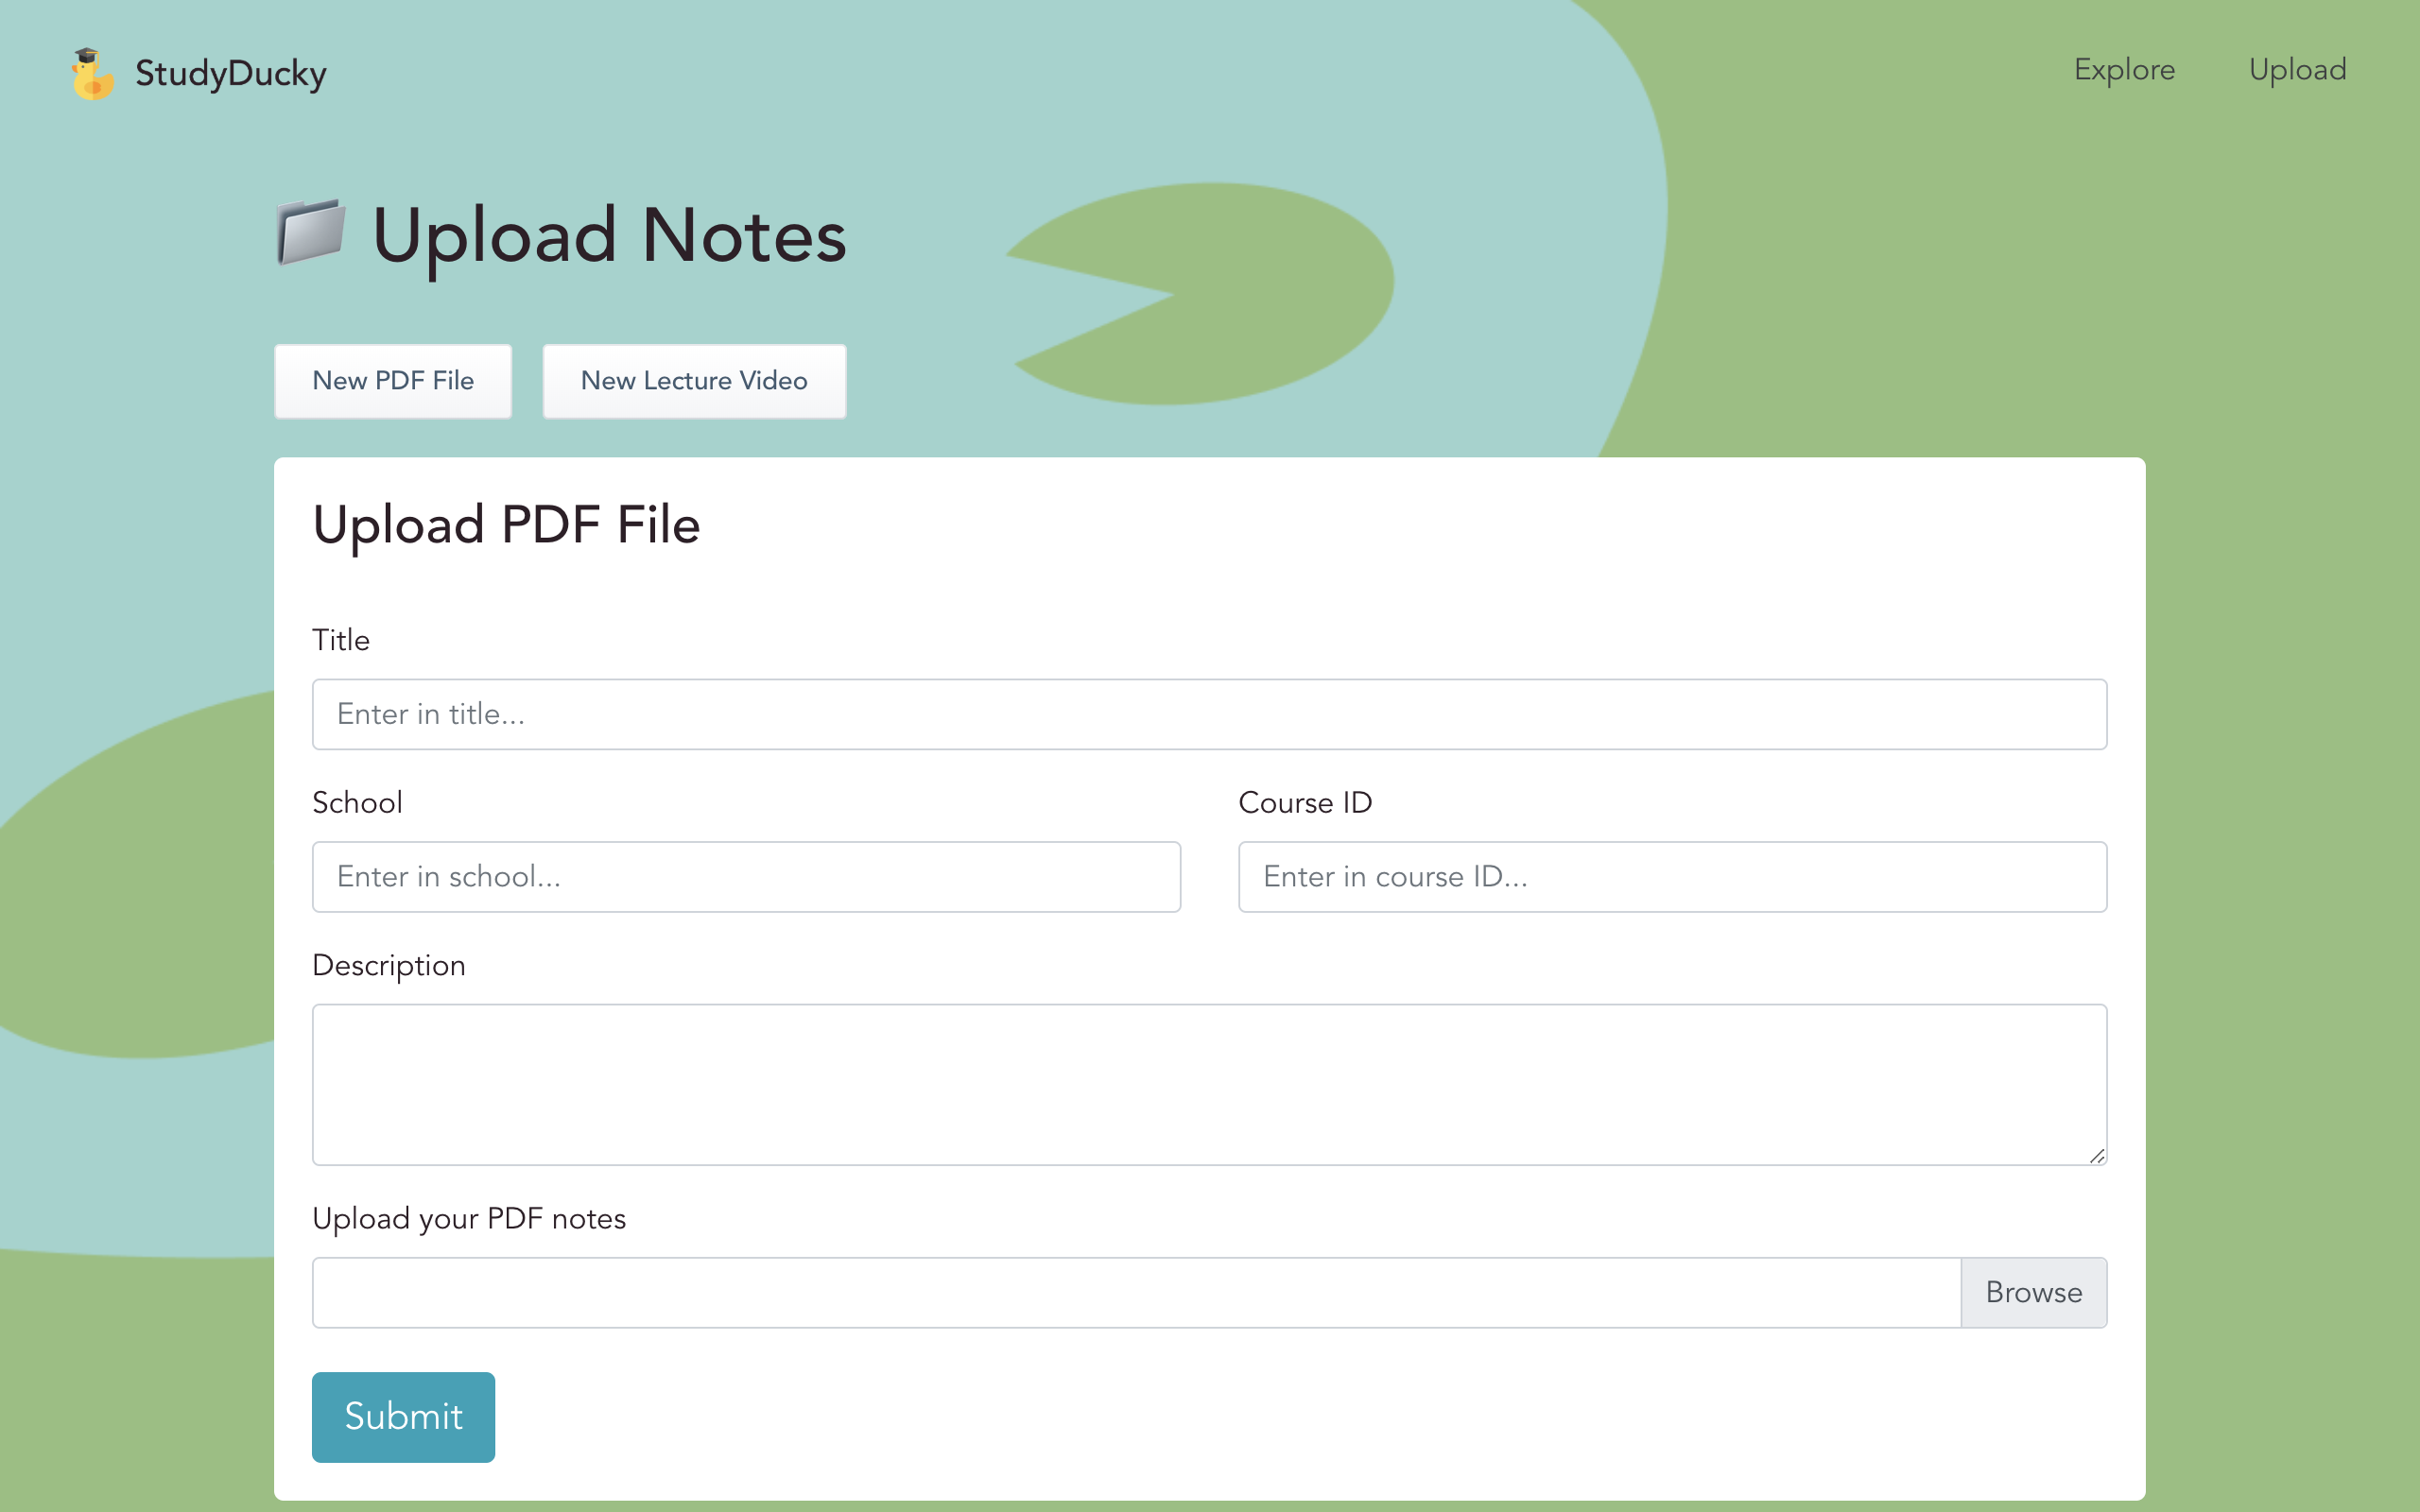 StudyDucky
Explore Upload
Upload Notes
New PDF File New Lecture Video
Upload PDF File
Title
Enter in title...
School Course ID
Enter in school... Enter in course ID...
Description
Upload your PDF notes
Browse
Submit